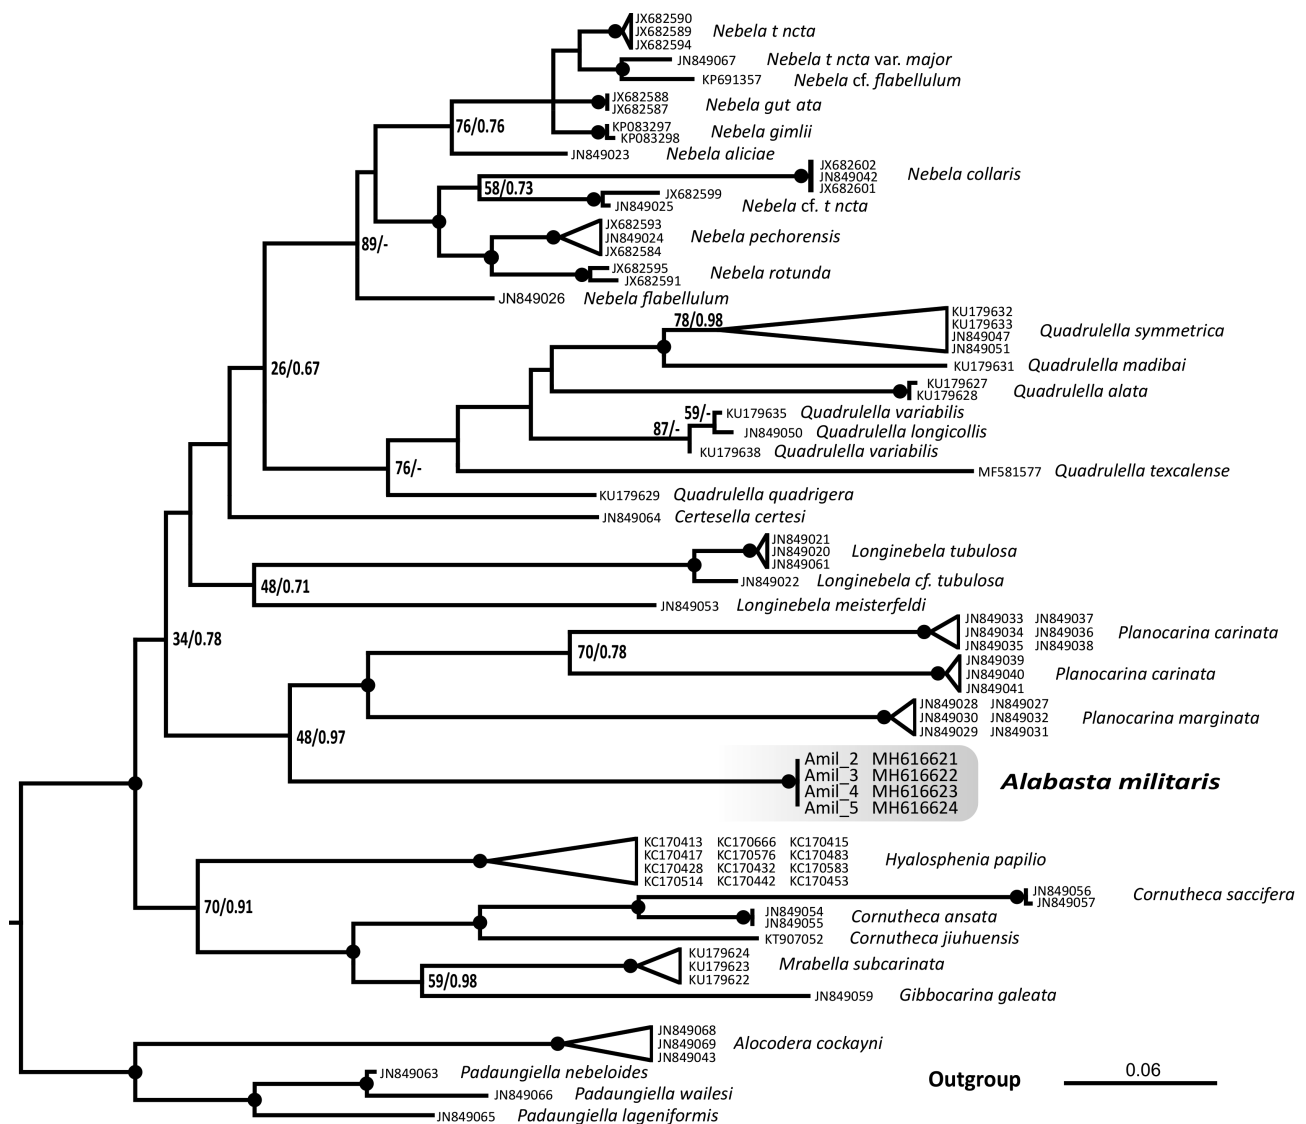 JX682590
JX682589
JX682594
Nebela t ncta
JN849067 Nebela t ncta var. major
KP691357 Nebela cf. flabellulum
JX682588
JX682587
Nebela gut ata
76/0.76
KP083297
KP083298
Nebela gimlii
JN849023 Nebela aliciae
JX682602
JN849042
JX682601
Nebela collaris
58/0.73
JX682599
JN849025
Nebela cf. t ncta
JX682593
JN849024
JX682584
Nebela pechorensis
89/-
JX682595
JX682591
Nebela rotunda
JN849026 Nebela flabellulum
78/0.98
KU179632
KU179633
JN849047
JN849051
Quadrulella symmetrica
KU179631 Quadrulella madibai
26/0.67
KU179627
KU179628
Quadrulella alata
59/-
KU179635 Quadrulella variabilis
87/-
JN849050 Quadrulella longicollis
KU179638 Quadrulella variabilis
76/-
MF581577 Quadrulella texcalense
KU179629 Quadrulella quadrigera
JN849064 Certesella certesi
JN849021
JN849020
JN849061
Longinebela tubulosa
48/0.71
JN849022 Longinebela cf. tubulosa
JN849053 Longinebela meisterfeldi
34/0.78
JN849033 JN849037
JN849034 JN849036
JN849035 JN849038
Planocarina carinata
70/0.78
JN849039
JN849040
JN849041
Planocarina carinata
JN849028 JN849027
JN849030 JN849032
JN849029 JN849031
Planocarina marginata
48/0.97
Amil_2 MH616621
Amil_3 MH616622
Amil_4 MH616623
Amil_5 MH616624
Alabasta militaris
KC170413 KC170666 KC170415
KC170417 KC170576 KC170483
KC170428 KC170432 KC170583
KC170514 KC170442 KC170453
Hyalosphenia papilio
70/0.91
JN849056
JN849057
Cornutheca saccifera
JN849054
JN849055
Cornutheca ansata
KT907052 Cornutheca jiuhuensis
KU179624
KU179623
KU179622
Mrabella subcarinata
59/0.98
JN849059 Gibbocarina galeata
JN849068
JN849069
JN849043
Alocodera cockayni
JN849063 Padaungiella nebeloides
JN849066 Padaungiella wailesi
JN849065 Padaungiella lageniformis
Outgroup
0.06